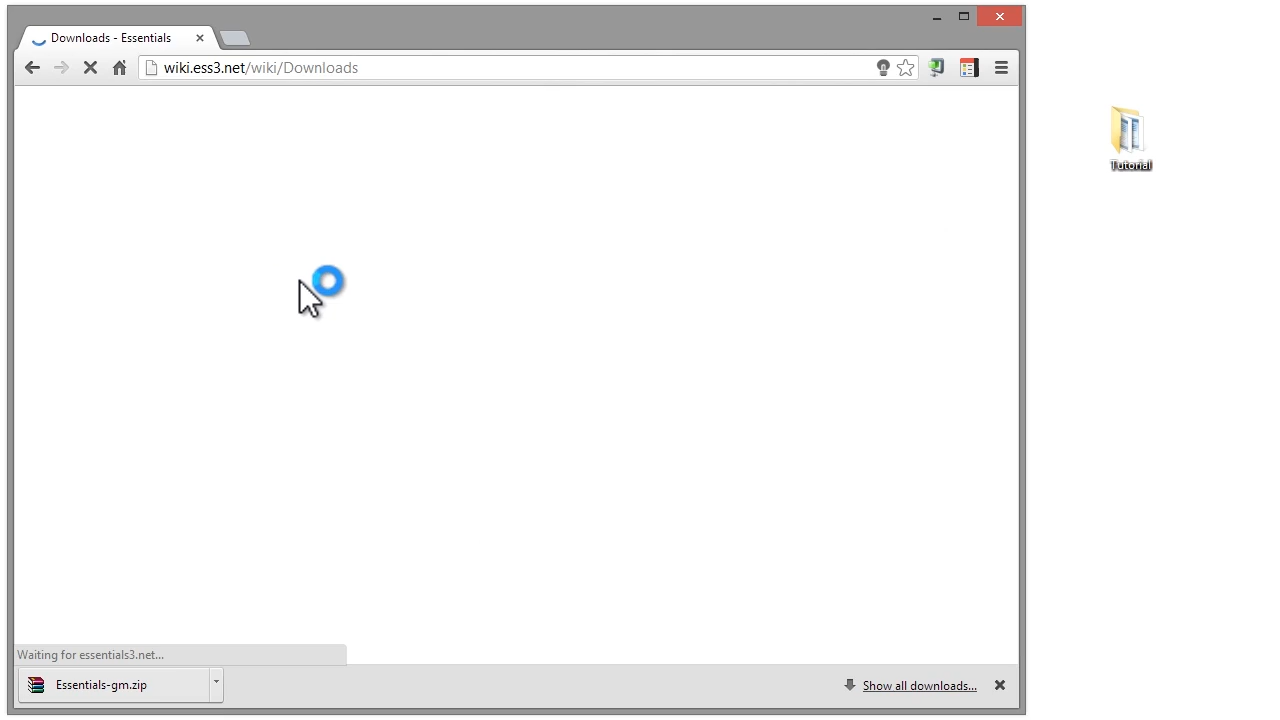 Downloads - Essentials
wiki.ess3.net/wiki/Downloads
Tutorial
Waiting for essentials3.net...
Essentials-gm.zip
Show all downloads...